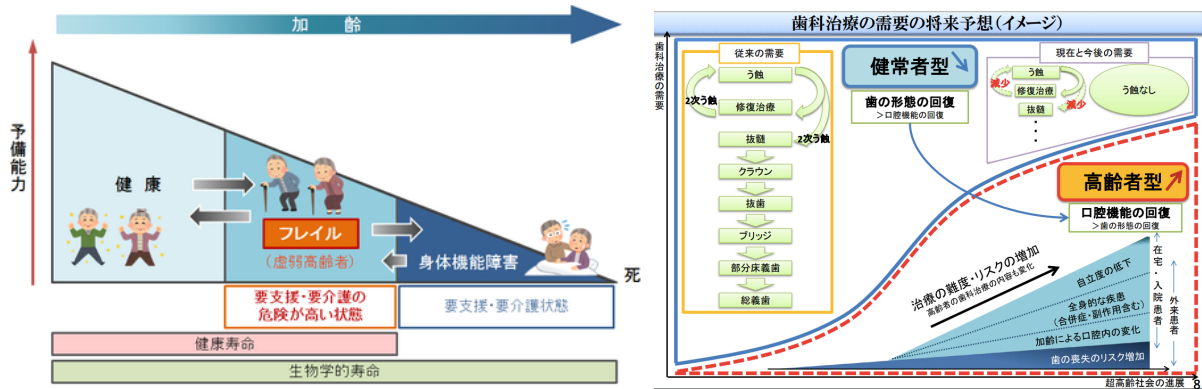 加 齢
予備能力
健 康
フレイル
(虚弱高齢者)
身体機能障害
死
要支援・要介護の
危険が高い状態
要支援・要介護状態
健康寿命
生物学的寿命
歯科治療の需要の将来予想(イメージ)
歯科治療の需要
従来の需要
う蝕
2次う蝕
修復治療
抜髄
2次う蝕
クラウン
抜歯
ブリッジ
部分床義歯
総義歯
健常者型
歯の形態の回復
>口腔機能の回復
現在と今後の需要
う蝕
減少
修復治療
減少
抜髄
・
・
・
・
う蝕なし
高齢者型
口腔機能の回復
>歯の形態の回復
治療の難度・リスクの増加
高齢者の歯科治療の内容も変化
自立度の低下
全身的な疾患
(合併症・副作用含む)
加齢による口腔内の変化
歯の喪失のリスク増加
在宅・入院患者
外来患者
超高齢社会の進展